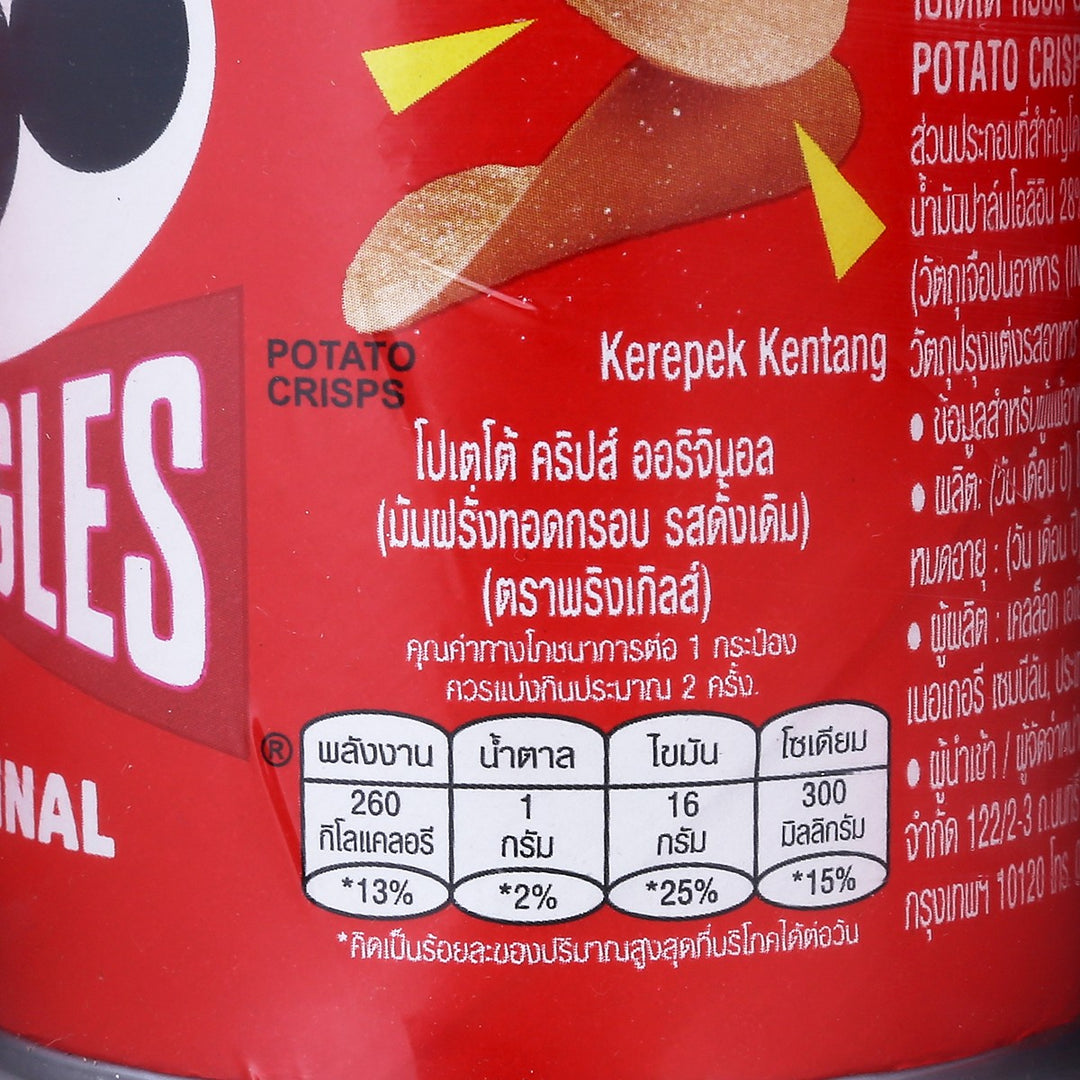 GLES
POTATO
CRISPS
Kerepek Kentang
โปเตโต้ คริปส์ ออริจินอล
(มันฝรั่งทอดกรอบ รสดั้งเดิม)
(ตราพริงเกิลส์)
คุณค่าทางโภชนาการต่อ 1 กระป๋อง
ควรแบ่งกินประมาณ 2 ครั้ง.
®
พลังงาน น้ำตาล ไขมัน โซเดียม
260 1 16 300
กิโลแคลอรี กรัม กรัม มิลลิกรัม
*13% *2% *25% *15%
*คิดเป็นร้อยละของปริมาณสูงสุดที่บริโภคได้ต่อวัน
NAL
POTATO CRISP
ส่วนประกอบที่สำคัญโด
น้ำมันปาล์มโอลิอิน 28
(วัตถุเจือปนอาหาร (IN
วัตถุปรุงแต่งรสอาหาร
• ข้อมูลสำหรับผู้แพ้อา
• ผลิต: (วัน เดือน ปี)
หมดอายุ : (วัน เดือน ปี
• ผู้ผลิต : เคลล็อก
เนอเกอรี เซมบีลัน, ประ
• ผู้นำเข้า / ผู้จัดจำหน่า
จำกัด 122/2-3 ถ.นนทรี
กรุงเทพฯ 10120 โทร.